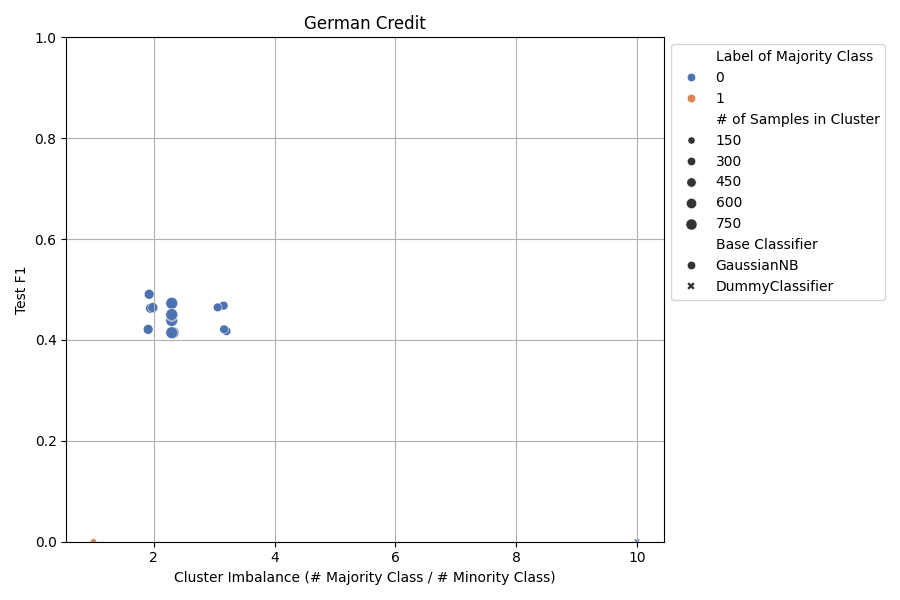 German Credit
1.0
0.8
0.6
0.4
0.2
0.0
Test F1
2
4
6
8
10
Cluster Imbalance (# Majority Class / # Minority Class)
Label of Majority Class
0
1
# of Samples in Cluster
150
300
450
600
750
Base Classifier
GaussianNB
DummyClassifier